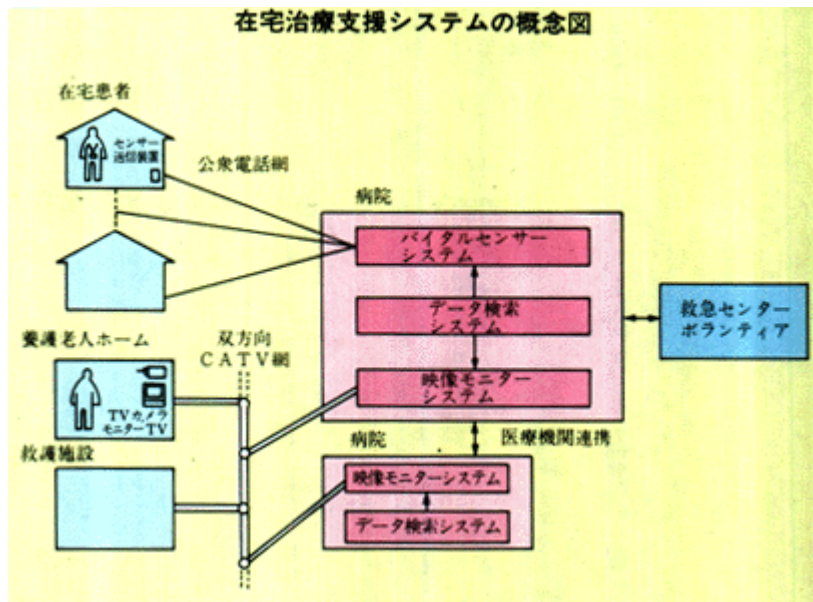 在宅治療支援システムの概念図
在宅患者
センサー
送信装置
公衆電話網
病院
バイタルセンサー
システム
データ検索
システム
救急センター
ボランティア
養護老人ホーム
双方向
CATV網
映像モニター
システム
TVカメラ
モニターTV
救護施設
病院
医療機関連携
映像モニターシステム
データ検索システム